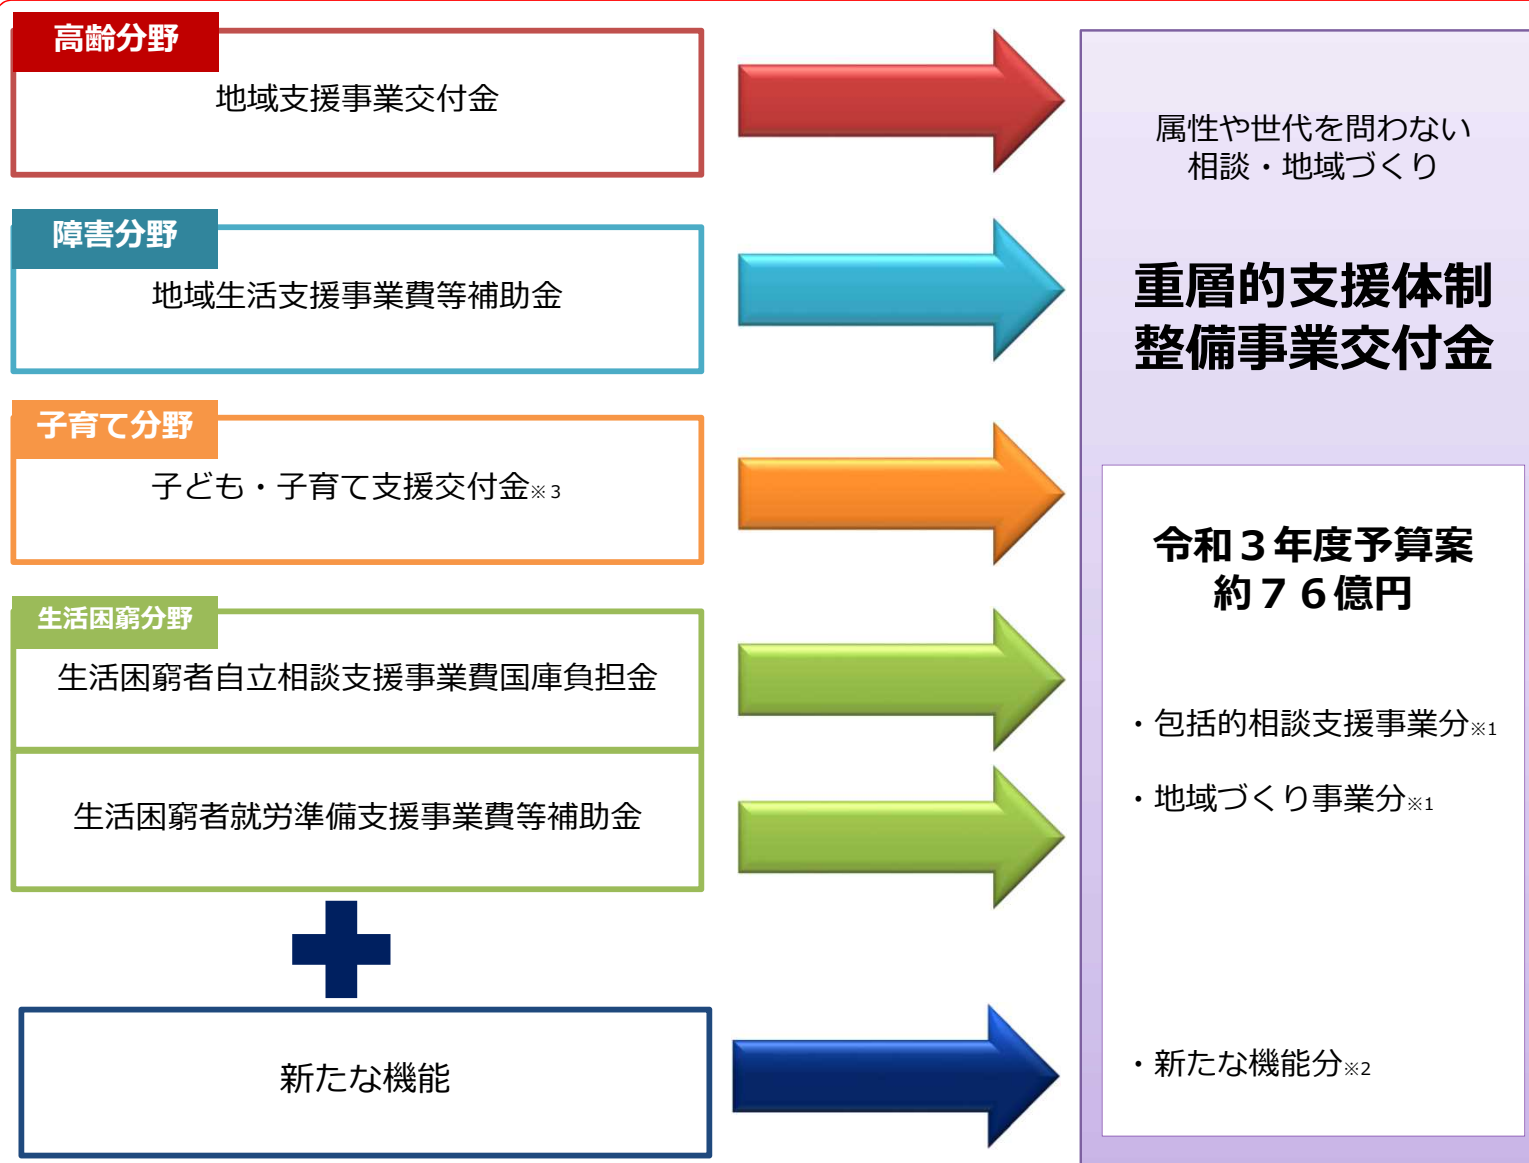 高齢分野
地域支援事業交付金
障害分野
地域生活支援事業費等補助金
子育て分野
子ども・子育て支援交付金※3
生活困窮分野
生活困窮者自立相談支援事業費国庫負担金
生活困窮者就労準備支援事業費等補助金
新たな機能
属性や世代を問わない
相談・地域づくり
重層的支援体制
整備事業交付金
令和３年度予算案
約７６億円
・包括的相談支援事業分※1
・地域づくり事業分※1
・新たな機能分※2